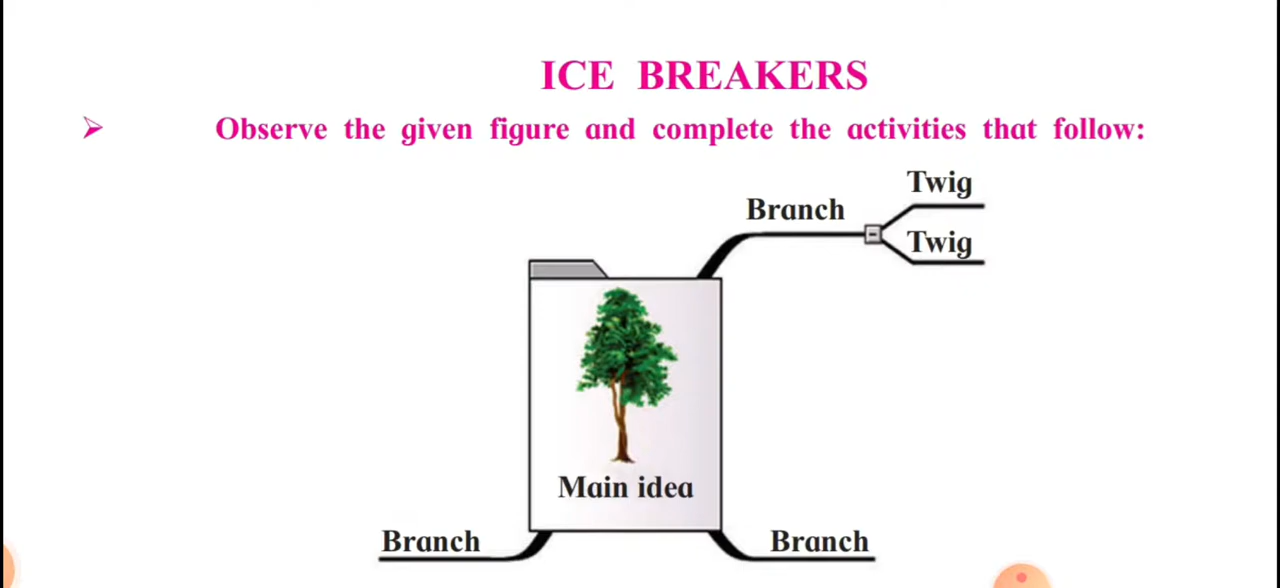 ICE BREAKERS
Observe the given figure and complete the activities that follow:
Twig
Branch
Twig
Main idea
Branch
Branch